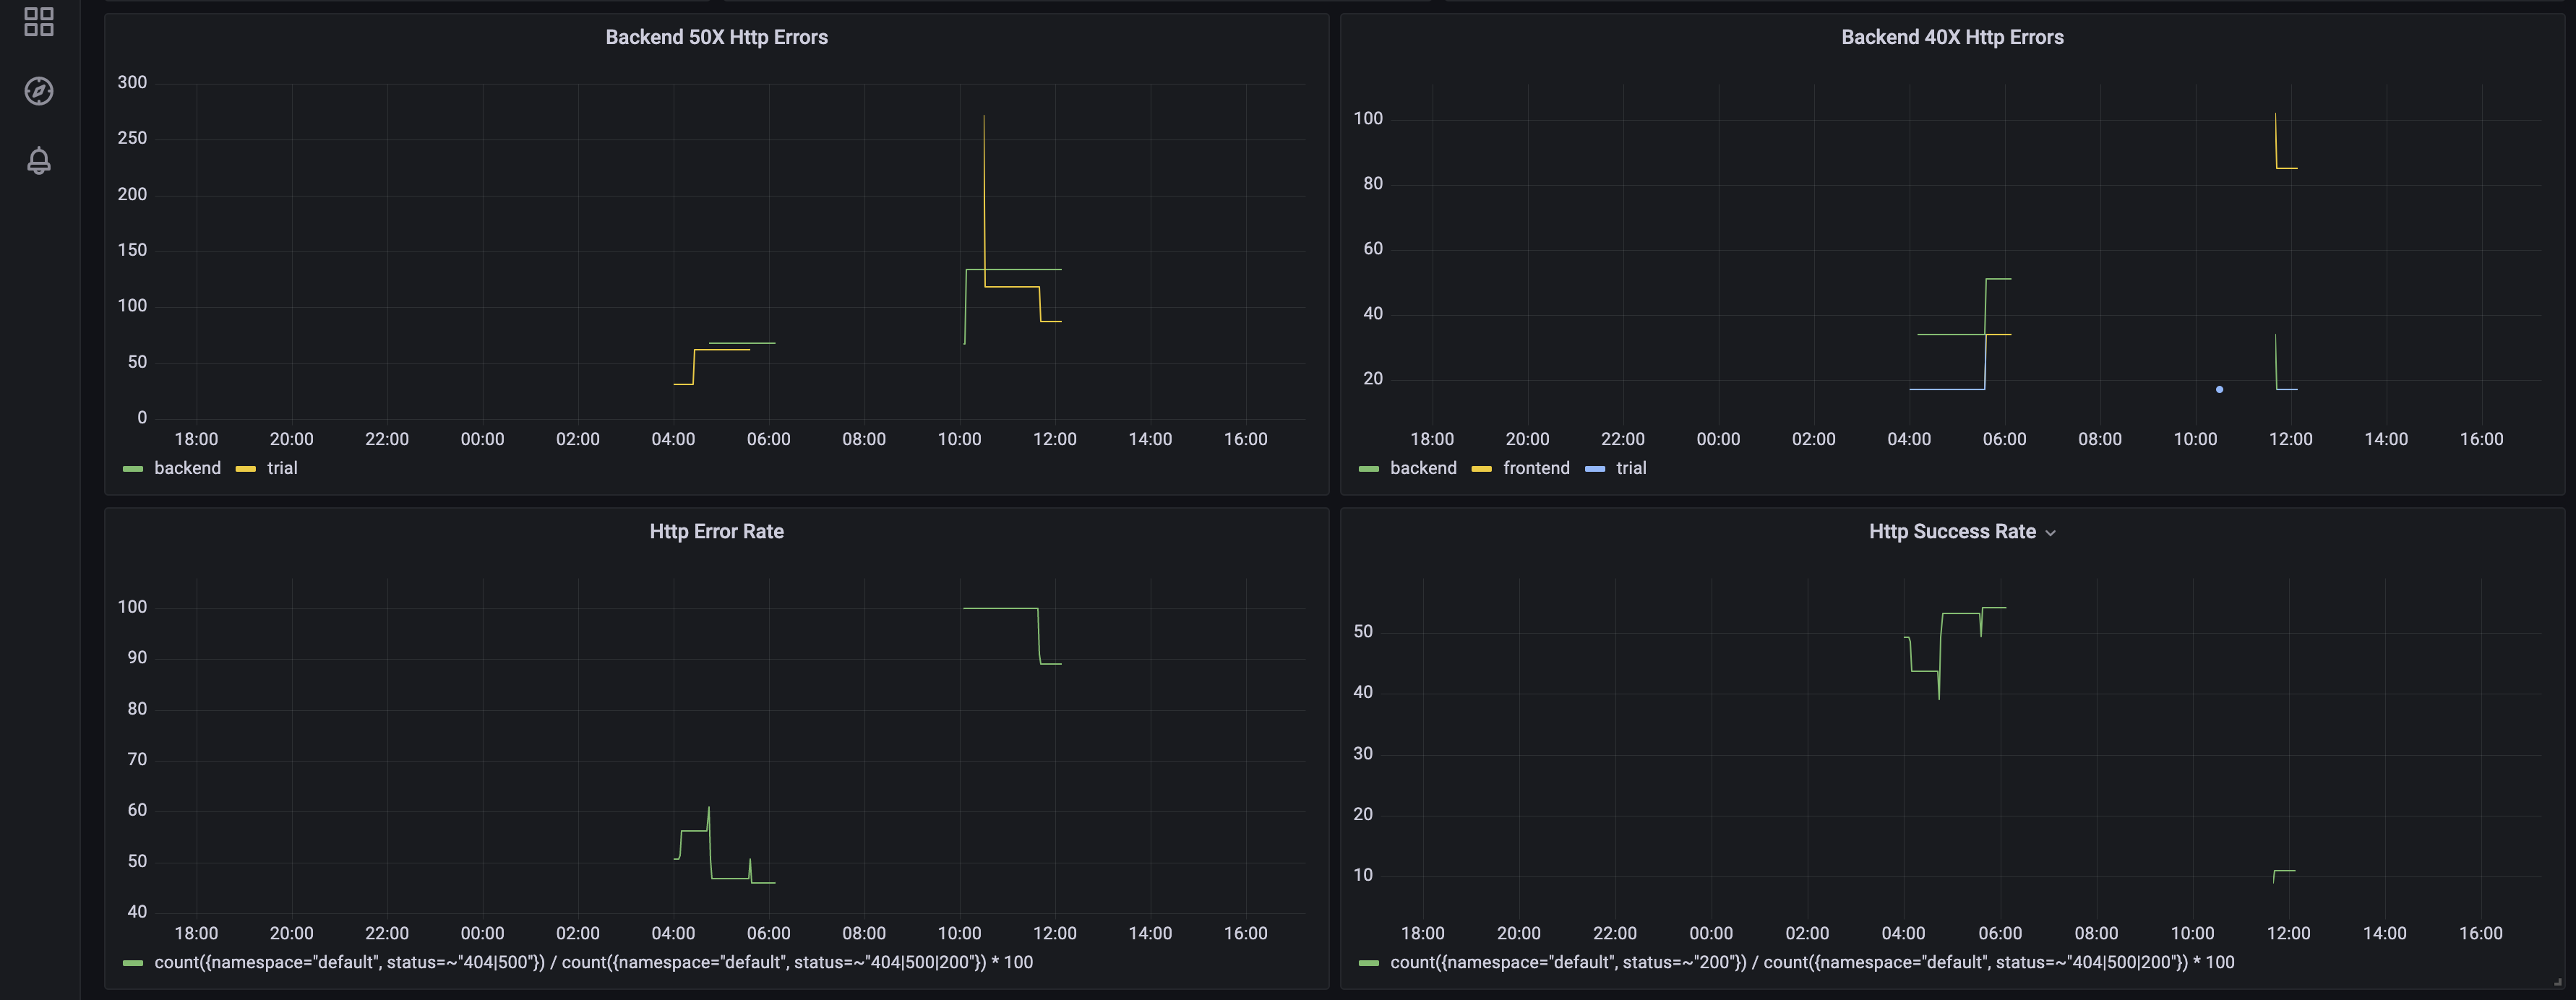 Backend 50X Http Errors
300
250
200
150
100
50
0
18:00 20:00 22:00 00:00 02:00 04:00 06:00 08:00 10:00 12:00 14:00 16:00
backend trial
Backend 40X Http Errors
100
80
60
40
20
18:00 20:00 22:00 00:00 02:00 04:00 06:00 08:00 10:00 12:00 14:00 16:00
backend frontend trial
Http Error Rate
100
90
80
70
60
50
40
18:00 20:00 22:00 00:00 02:00 04:00 06:00 08:00 10:00 12:00 14:00 16:00
count({namespace="default", status=~"404|500"}) / count({namespace="default", status=~"404|500|200"}) * 100
Http Success Rate
50
40
30
20
10
18:00 20:00 22:00 00:00 02:00 04:00 06:00 08:00 10:00 12:00 14:00 16:00
count({namespace="default", status=~"200"}) / count({namespace="default", status=~"404|500|200"}) * 100